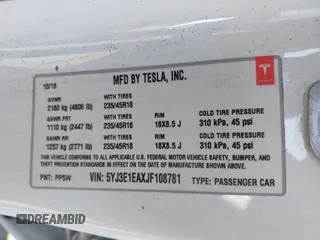 MFD BY TESLA, INC.
10/18
TESLA
GVWR WITH TIRES
2180 kg (4806 lb) 235/45R18
GAWR FRT WITH TIRES RIM COLD TIRE PRESSURE
1110 kg (2447 lb) 235/45R18 18X8.5 J 310 kPa, 45 psi
GAWR RR WITH TIRES RIM COLD TIRE PRESSURE
1257 kg (2771 lb) 235/45R18 18X8.5 J 310 kPa, 45 psi
THIS VEHICLE CONFORMS TO ALL APPLICABLE U.S. FEDERAL MOTOR VEHICLE SAFETY, BUMPER, AND
THEFT PREVENTION STANDARDS IN EFFECT ON THE DATE OF MANUFACTURE SHOWN ABOVE.
PNT: PPSW VIN: 5YJ3E1EAXJF108781 TYPE: PASSENGER CAR
DREAMBID